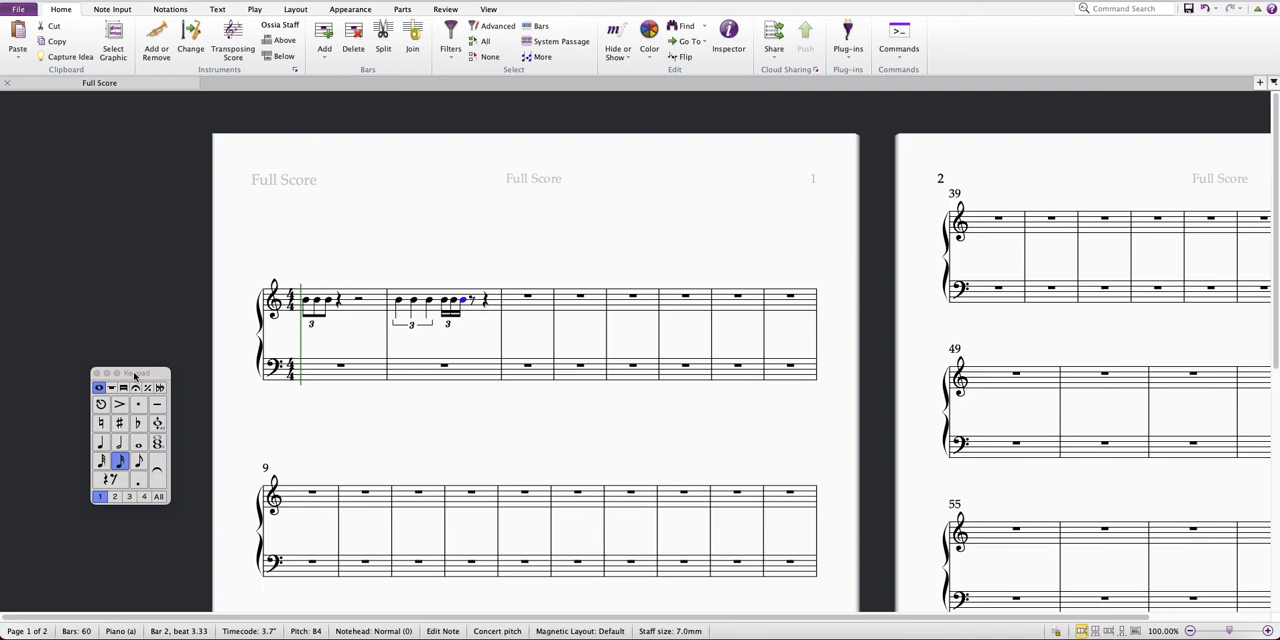 File Home Note Input Notations Text Play Layout Appearance Parts Review View Command Search
Paste Cut Copy Capture Idea Select Graphic Add or Remove Change Transposing Score Ossia Staff Above Below Add Delete Split Join Filters Advanced All None Bars System Passage More Hide or Show Color Find Go To Flip Inspector Share Push Plug-ins Commands
Clipboard Instruments Bars Select Edit Cloud Sharing Plug-ins Commands
Full Score
Full Score Full Score 1
2 Full Score
39
3 3 3
49
Keypad
9
1 2 3 4 All
55
Page 1 of 2 Bars: 60 Piano (a) Bar 2, beat 3.33 Timecode: 3.7" Pitch: B4 Notehead: Normal (0) Edit Note Concert pitch Magnetic Layout: Default Staff size: 7.0mm 100.00%